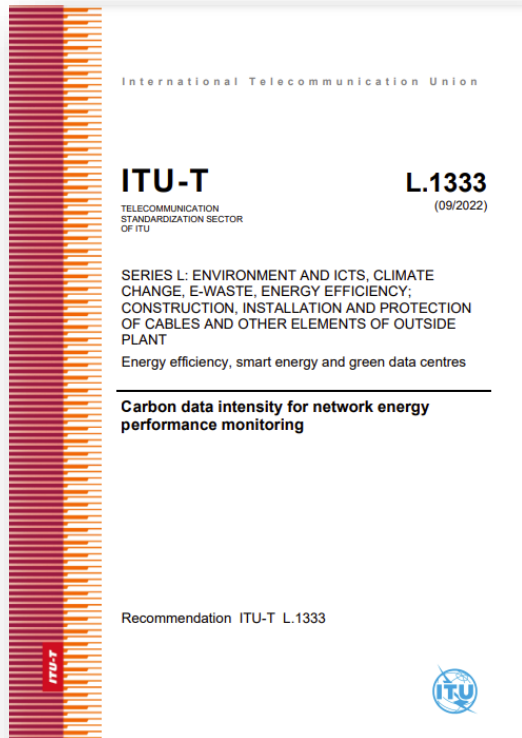 International Telecommunication Union
ITU-T
L.1333
TELECOMMUNICATION
STANDARDIZATION SECTOR
OF ITU
(09/2022)
SERIES L: ENVIRONMENT AND ICTS, CLIMATE
CHANGE, E-WASTE, ENERGY EFFICIENCY;
CONSTRUCTION, INSTALLATION AND PROTECTION
OF CABLES AND OTHER ELEMENTS OF OUTSIDE
PLANT
Energy efficiency, smart energy and green data centres
Carbon data intensity for network energy
performance monitoring
Recommendation ITU-T L.1333
ITU-T
ITU